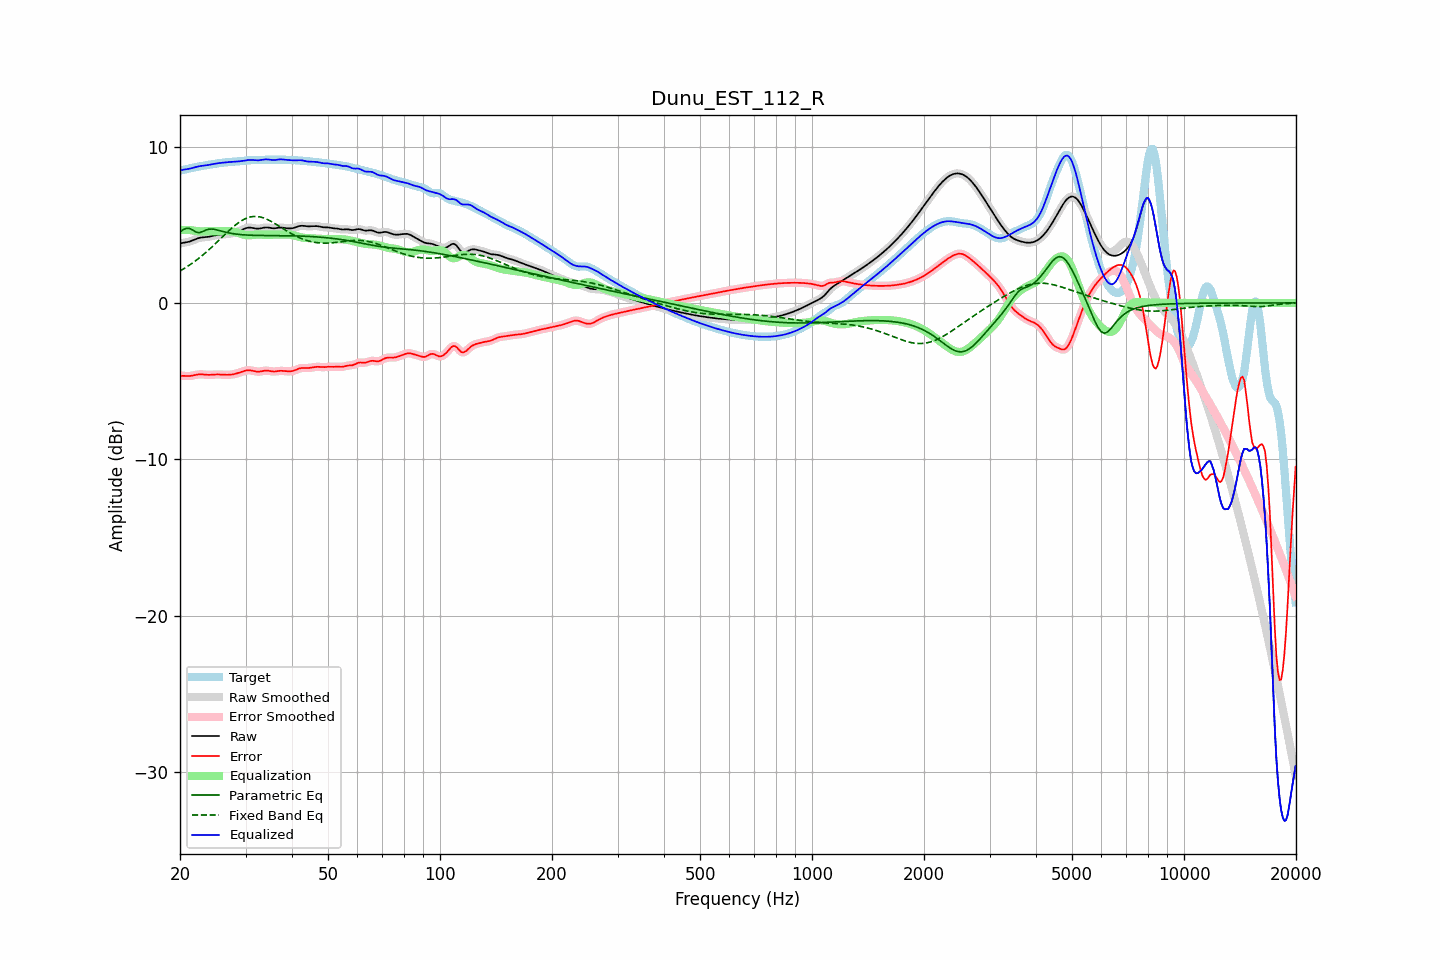 Dunu_EST_112_R
10
0
−10
−20
−30
Amplitude (dBr)
Target
Raw Smoothed
Error Smoothed
Raw
Error
Equalization
Parametric Eq
Fixed Band Eq
Equalized
20 50 100 200 500 1000 2000 5000 10000 20000
Frequency (Hz)